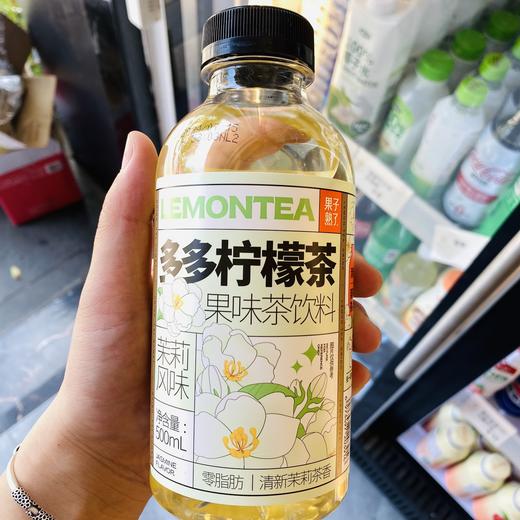 LEMONTEA
果子
熟了
多多柠檬茶
果味茶饮料
茉莉
风味
净含量：
500mL
JASMINE
FLAVOR
零脂肪 | 清新茉莉茶香